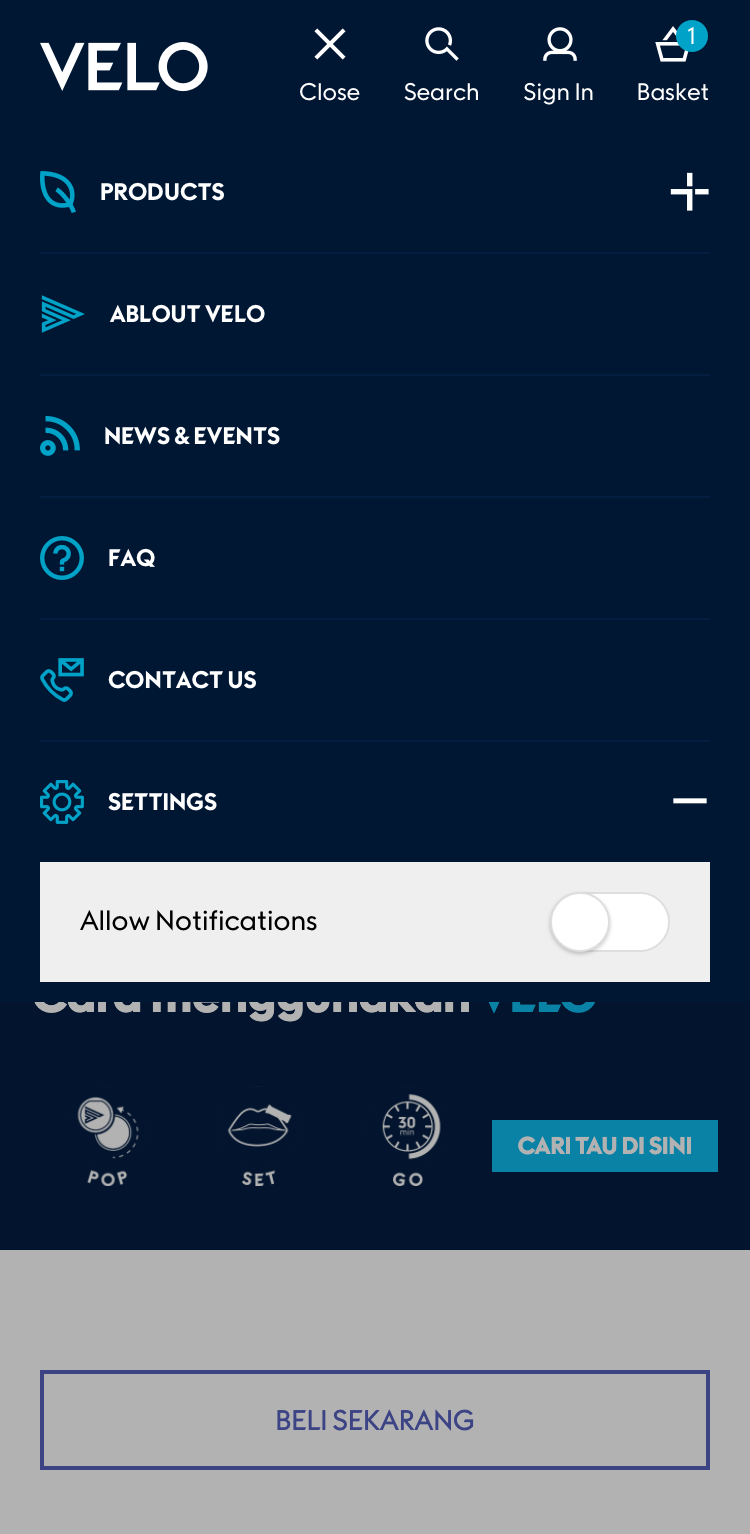 VELO
Close
Search
Sign In
1
Basket
PRODUCTS
ABLOUT VELO
NEWS & EVENTS
FAQ
CONTACT US
SETTINGS
Allow Notifications
Cara menggunakan VELO
POP
SET
30
min
GO
CARI TAU DI SINI
BELI SEKARANG